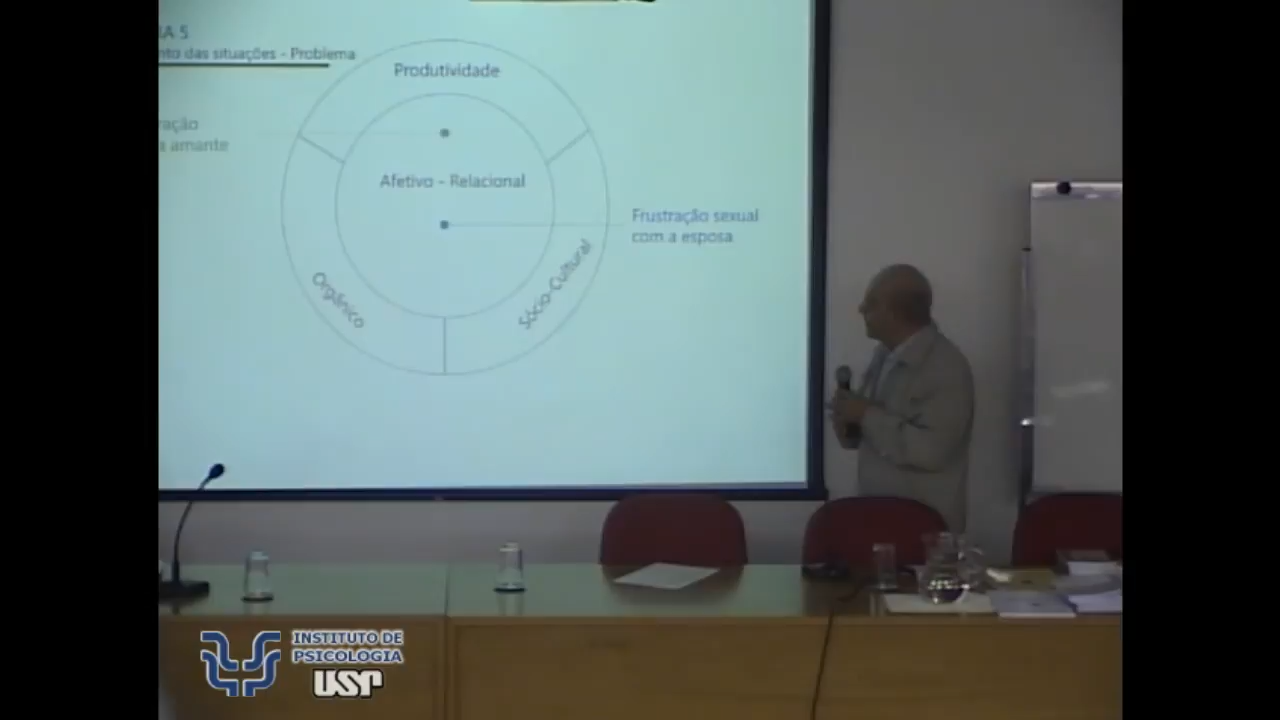 IA 5
nto das situações - Problema
Produtividade
ração
a amante
Afetivo - Relacional
Frustração sexual
com a esposa
Orgânico
Sócio-Cultural
INSTITUTO DE
PSICOLOGIA
USP